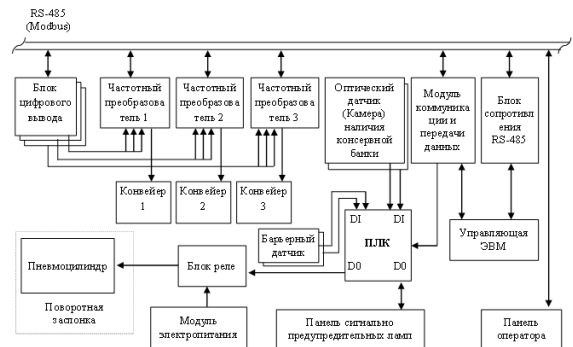 RS-485
(Modbus)
Блок
цифрового
вывода
Частотный
преобразова
тель 1
Частотный
преобразова
тель 2
Частотный
преобразова
тель 3
Оптический
датчик
(Камера)
наличия
консервной
банки
Модуль
коммуника
ции и
передачи
данных
Блок
сопротивл
ления
RS-485
Конвейер
1
Конвейер
2
Конвейер
3
Барьерный
датчик
DI DI
ПЛК
D0 D0
Управляющая
ЭВМ
Пневмоцилиндр
Поворотная
заслонка
Блок реле
Модуль
электропитания
Панель сигнально
предупредительных ламп
Панель
оператора